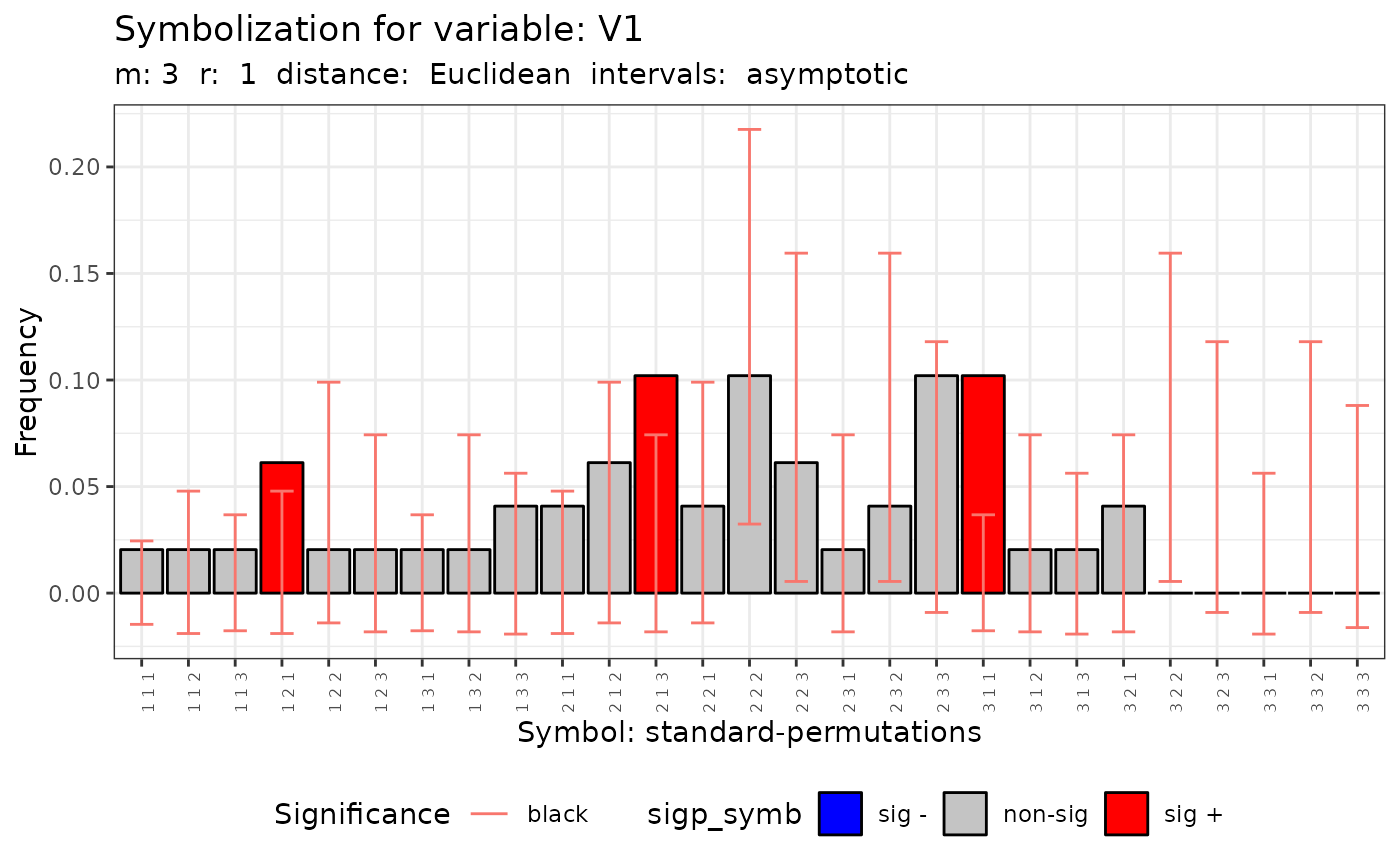 Symbolization for variable: V1
m: 3 r: 1 distance: Euclidean intervals: asymptotic
Frequency
0.20
0.15
0.10
0.05
0.00
1 1 1
1 1 2
1 1 3
1 2 1
1 2 2
1 2 3
1 3 1
1 3 2
1 3 3
2 1 1
2 1 2
2 1 3
2 2 1
2 2 2
2 2 3
2 3 1
2 3 2
2 3 3
3 1 1
3 1 2
3 1 3
3 2 1
3 2 2
3 2 3
3 3 1
3 3 2
3 3 3
Symbol: standard-permutations
Significance black sigp_symb sig - non-sig sig +